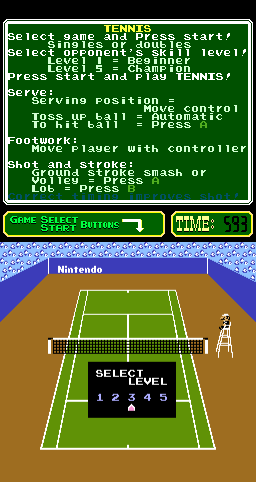 TENNIS
Select game and Press start!
Singles or doubles
Select opponent's skill level!
Level 1 = Beginner
Level 5 = Champion
Press start and play TENNIS!
Serve:
Serving position =
Move control
Toss up ball = Automatic
To hit ball = Press A
Footwork:
Move Player with controller
Shot and stroke:
Ground stroke smash or
Volley = Press A
Lob = Press B
GAME SELECT
START BUTTONS
TIME: 593
Nintendo
SELECT
LEVEL
1 2 3 4 5